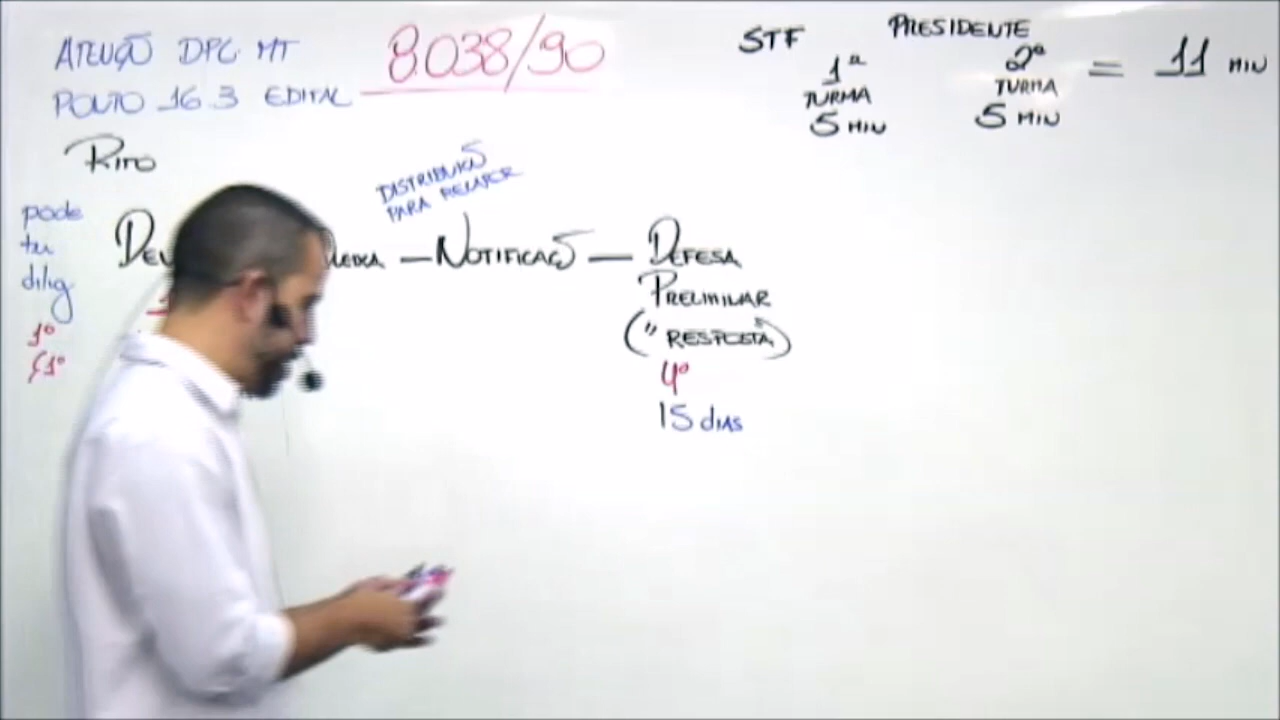 ATENÇÃO DPC MT
PONTO 16.3 EDITAL
8.038/90
STF
PRESIDENTE
1ª
TURMA
5 MIN
2ª
TURMA
5 MIN
= 11 MIN
RITO
DISTRIBUIÇÃO
PARA RELATOR
pode
tu
dilig
1º
§1º
— NOTIFICAÇÃO — DEFESA
PRELIMINAR
("RESPOSTA")
4º
15 dias